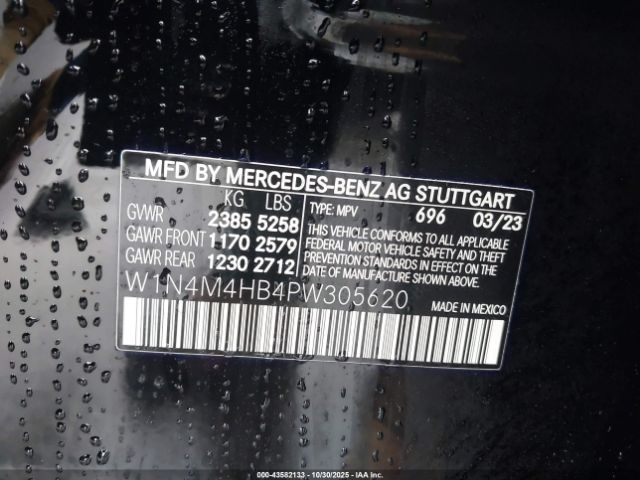 MFD BY MERCEDES-BENZ AG STUTTGART
KG LBS
GVWR 2385 5258
GAWR FRONT 1170 2579
GAWR REAR 1230 2712
TYPE: MPV 696 03/23
THIS VEHICLE CONFORMS TO ALL APPLICABLE
FEDERAL MOTOR VEHICLE SAFETY AND THEFT
PREVENTION STANDARDS IN EFFECT ON THE
DATE OF MANUFACTURE SHOWN ABOVE.
W1N4M4HB4PW305620
MADE IN MEXICO
000-43582133 - 10/30/2025 - IAA Inc.